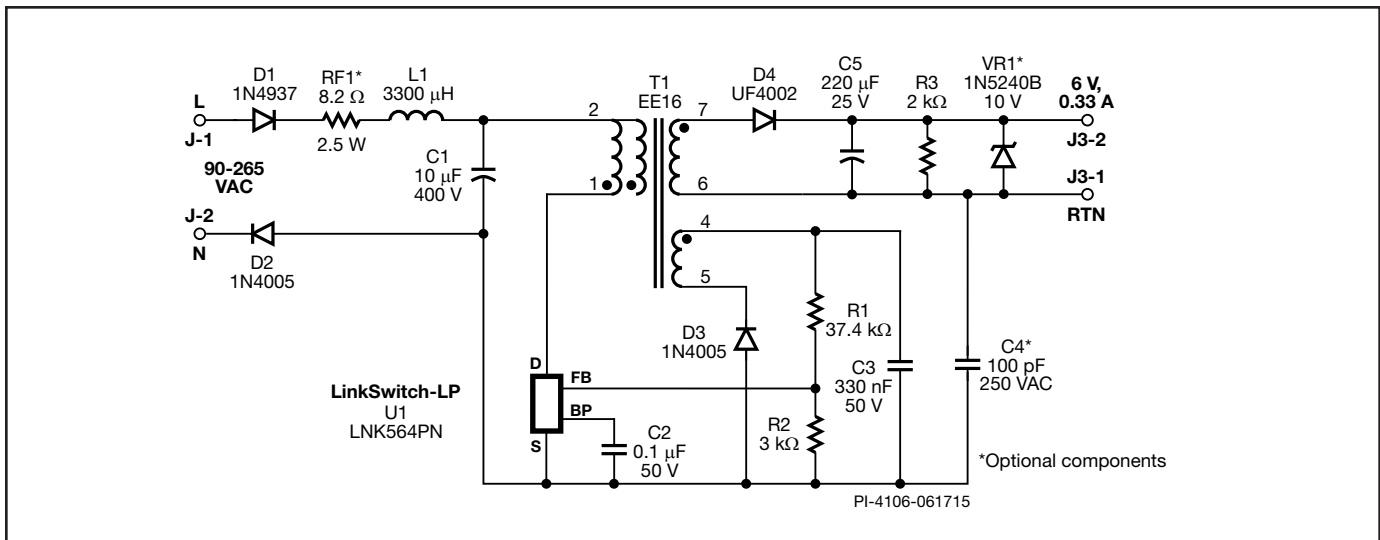 L
J-1
90-265
VAC
J-2
N
D1
1N4937
RF1*
8.2 Ω
2.5 W
L1
3300 μH
C1
10 μF
400 V
D2
1N4005
T1
EE16
2
1
7
6
4
5
D4
UF4002
C5
220 μF
25 V
R3
2 kΩ
VR1*
1N5240B
10 V
6 V,
0.33 A
J3-2
J3-1
RTN
D3
1N4005
R1
37.4 kΩ
C3
330 nF
50 V
R2
3 kΩ
C4*
100 pF
250 VAC
LinkSwitch-LP
U1
LNK564PN
D
FB
BP
S
C2
0.1 μF
50 V
*Optional components
PI-4106-061715